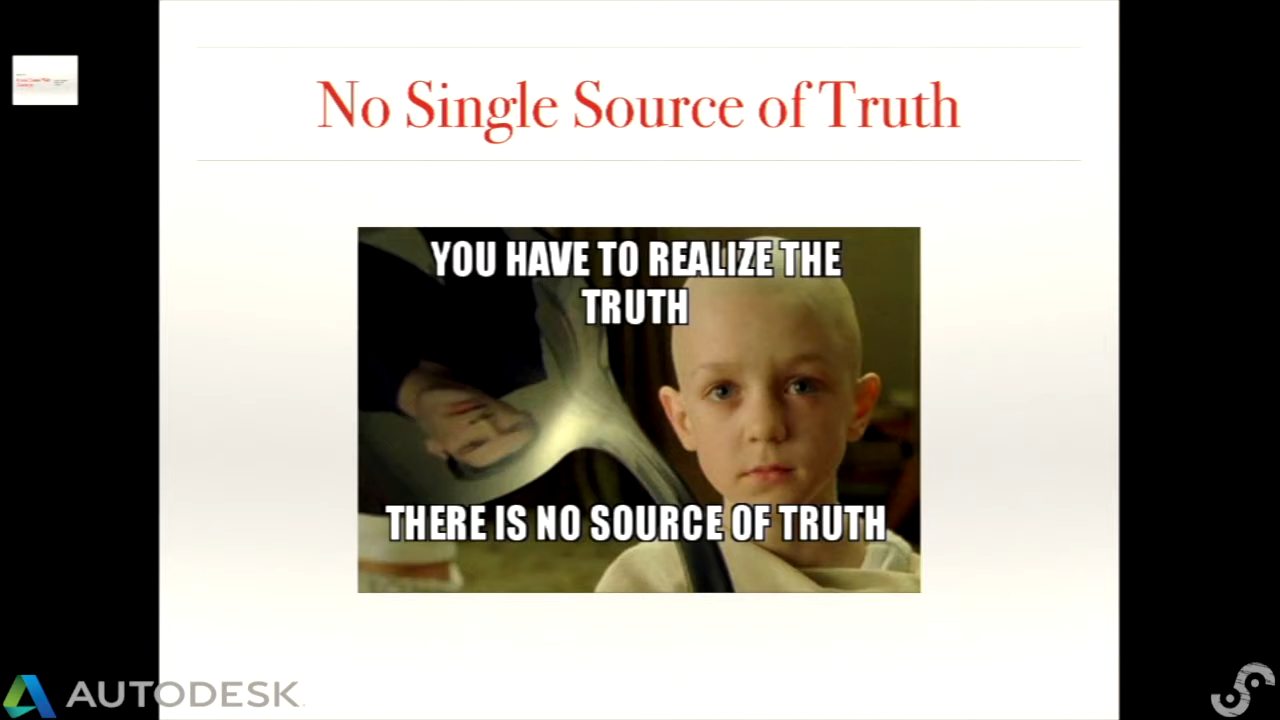 No Single Source of Truth
YOU HAVE TO REALIZE THE
TRUTH
THERE IS NO SOURCE OF TRUTH
AUTODESK